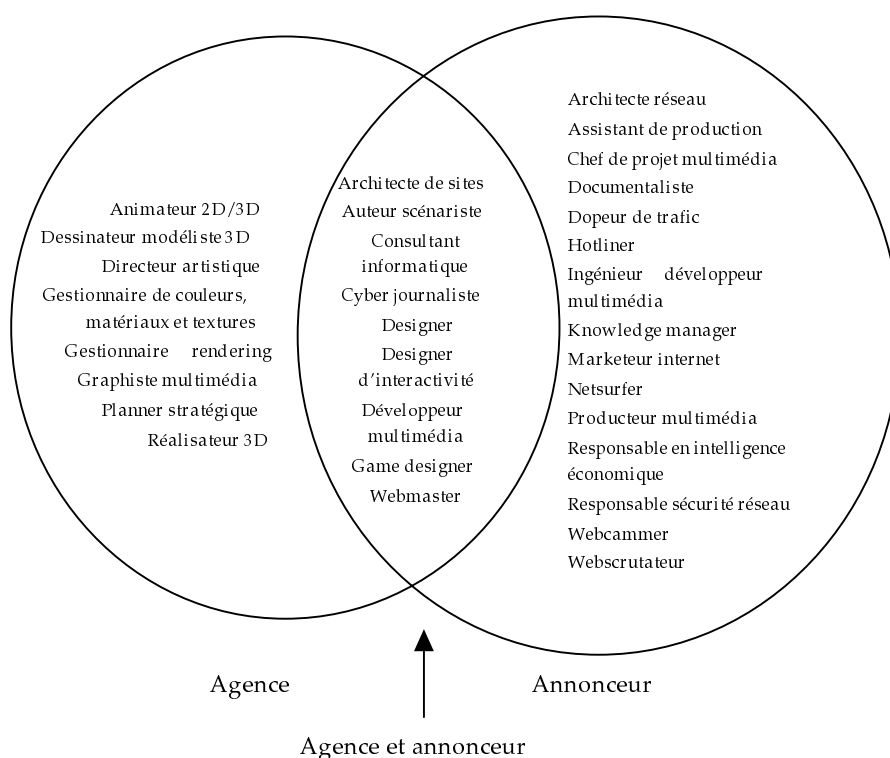 Animateur 2D/3D
Dessinateur modéliste 3D
Directeur artistique
Gestionnaire de couleurs,
matériaux et textures
Gestionnaire rendering
Graphiste multimédia
Planner stratégique
Réalisateur 3D
Architecte de sites
Auteur scénariste
Consultant
informatique
Cyber journaliste
Designer
Designer
d’interactivité
Développeur
multimédia
Game designer
Webmaster
Architecte réseau
Assistant de production
Chef de projet multimédia
Documentaliste
Dopeur de trafic
Hotliner
Ingénieur développeur
multimédia
Knowledge manager
Marketeur internet
Netsurfer
Producteur multimédia
Responsable en intelligence
économique
Responsable sécurité réseau
Webcammer
Webscrutateur
Agence
Annonceur
Agence et annonceur